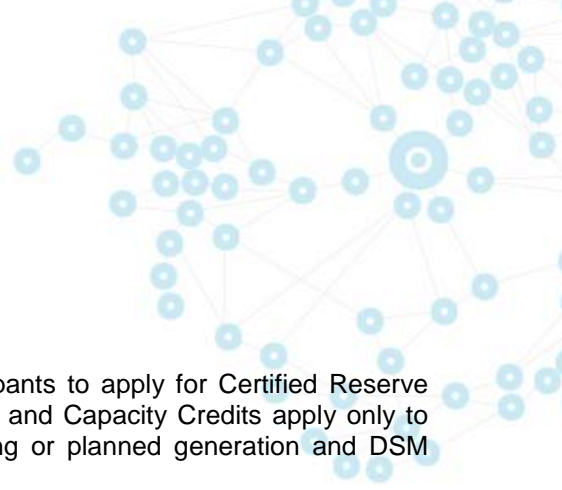 pants to apply for Certified Reserve
and Capacity Credits apply only to
ng or planned generation and DSM